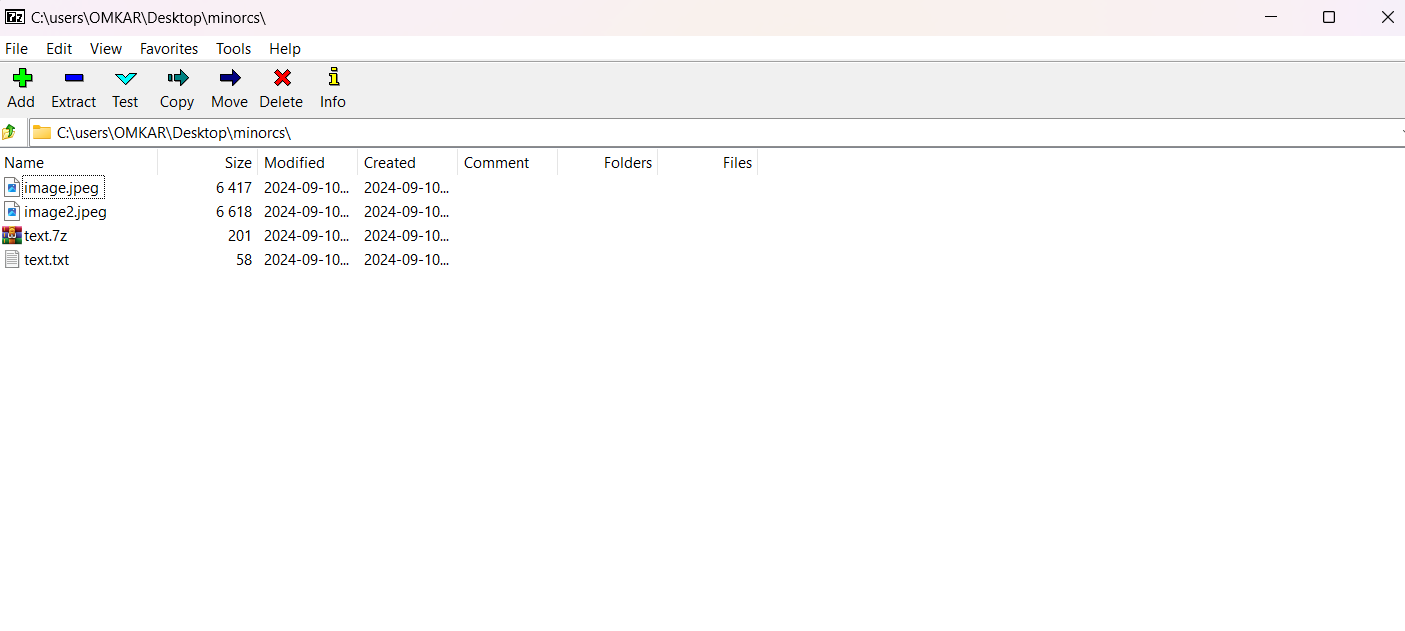 7z C:\users\OMKAR\Desktop\minorcs\
File Edit View Favorites Tools Help
Add Extract Test Copy Move Delete Info
C:\users\OMKAR\Desktop\minorcs\
Name Size Modified Created Comment Folders Files
image.jpeg 6 417 2024-09-10... 2024-09-10...
image2.jpeg 6 618 2024-09-10... 2024-09-10...
text.7z 201 2024-09-10... 2024-09-10...
text.txt 58 2024-09-10... 2024-09-10...